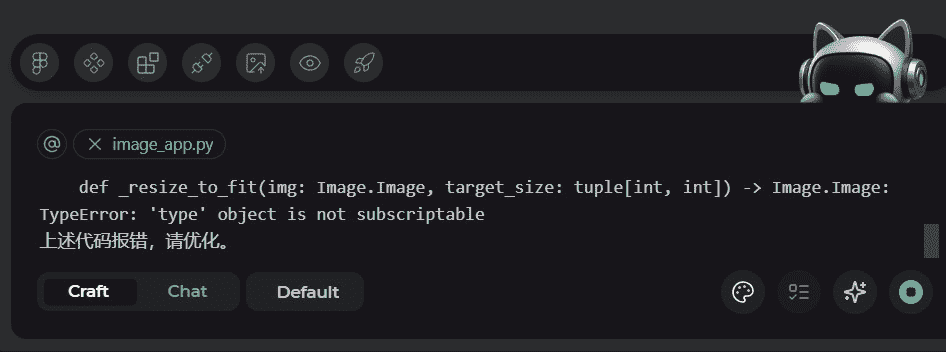 @ image_app.py
def _resize_to_fit(img: Image.Image, target_size: tuple[int, int]) -> Image.Image:
TypeError: 'type' object is not subscriptable
上述代码报错，请优化。
Craft Chat Default